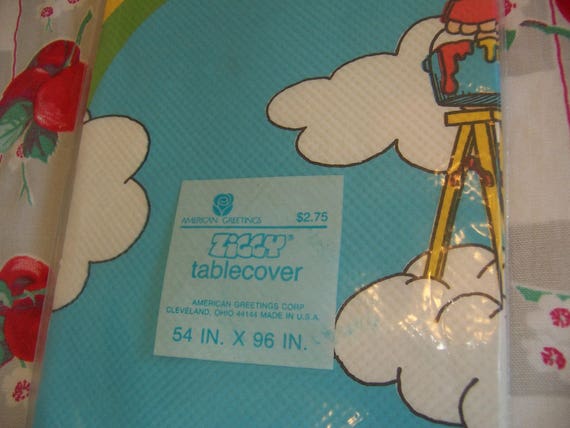 AMERICAN GREETINGS $2.75
ZIGGY®
tablecover
AMERICAN GREETINGS CORP.
CLEVELAND, OHIO 44144 MADE IN U.S.A.
54 IN. X 96 IN.